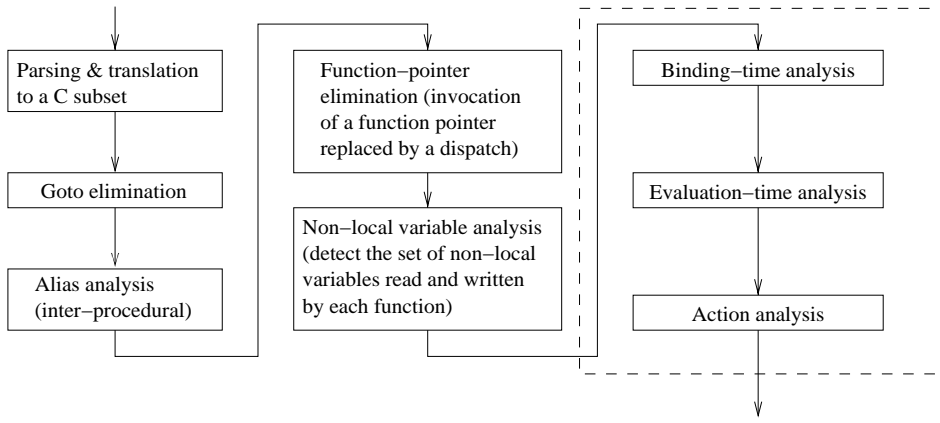 Parsing & translation
to a C subset
Goto elimination
Alias analysis
(inter−procedural)
Function−pointer
elimination (invocation
of a function pointer
replaced by a dispatch)
Non−local variable analysis
(detect the set of non−local
variables read and written
by each function)
Binding−time analysis
Evaluation−time analysis
Action analysis